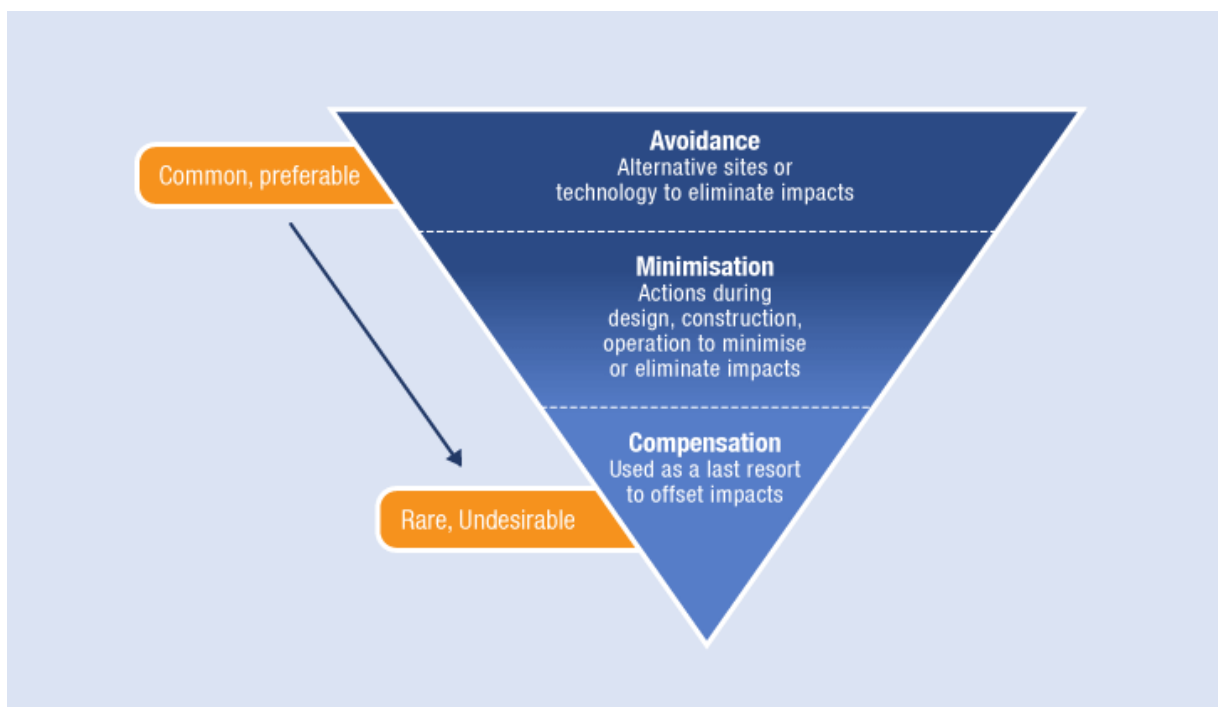 Avoidance
Alternative sites or
technology to eliminate impacts
Common, preferable
Minimisation
Actions during
design, construction,
operation to minimise
or eliminate impacts
Compensation
Used as a last resort
to offset impacts
Rare, Undesirable